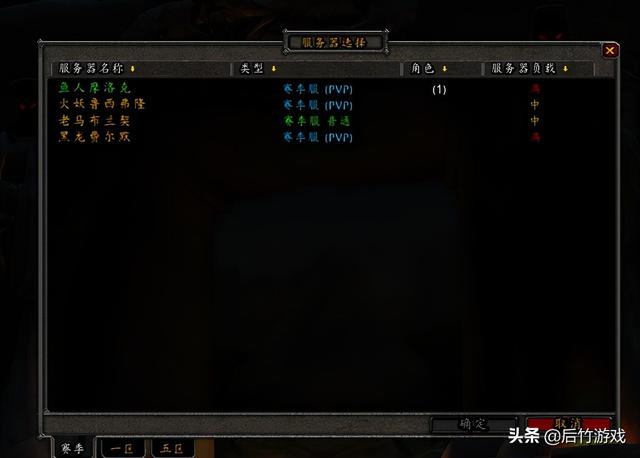 服务器选择
服务器名称 类型 角色 服务器负载
鱼人摩洛克 赛季服 (PVP) (1) 高
火妖鲁西弗隆 赛季服 (PVP) 中
老马布兰契 赛季服 普通 中
黑龙费尔默 赛季服 (PVP) 高
确定 取消
赛季 一区 五区
头条 @后竹游戏